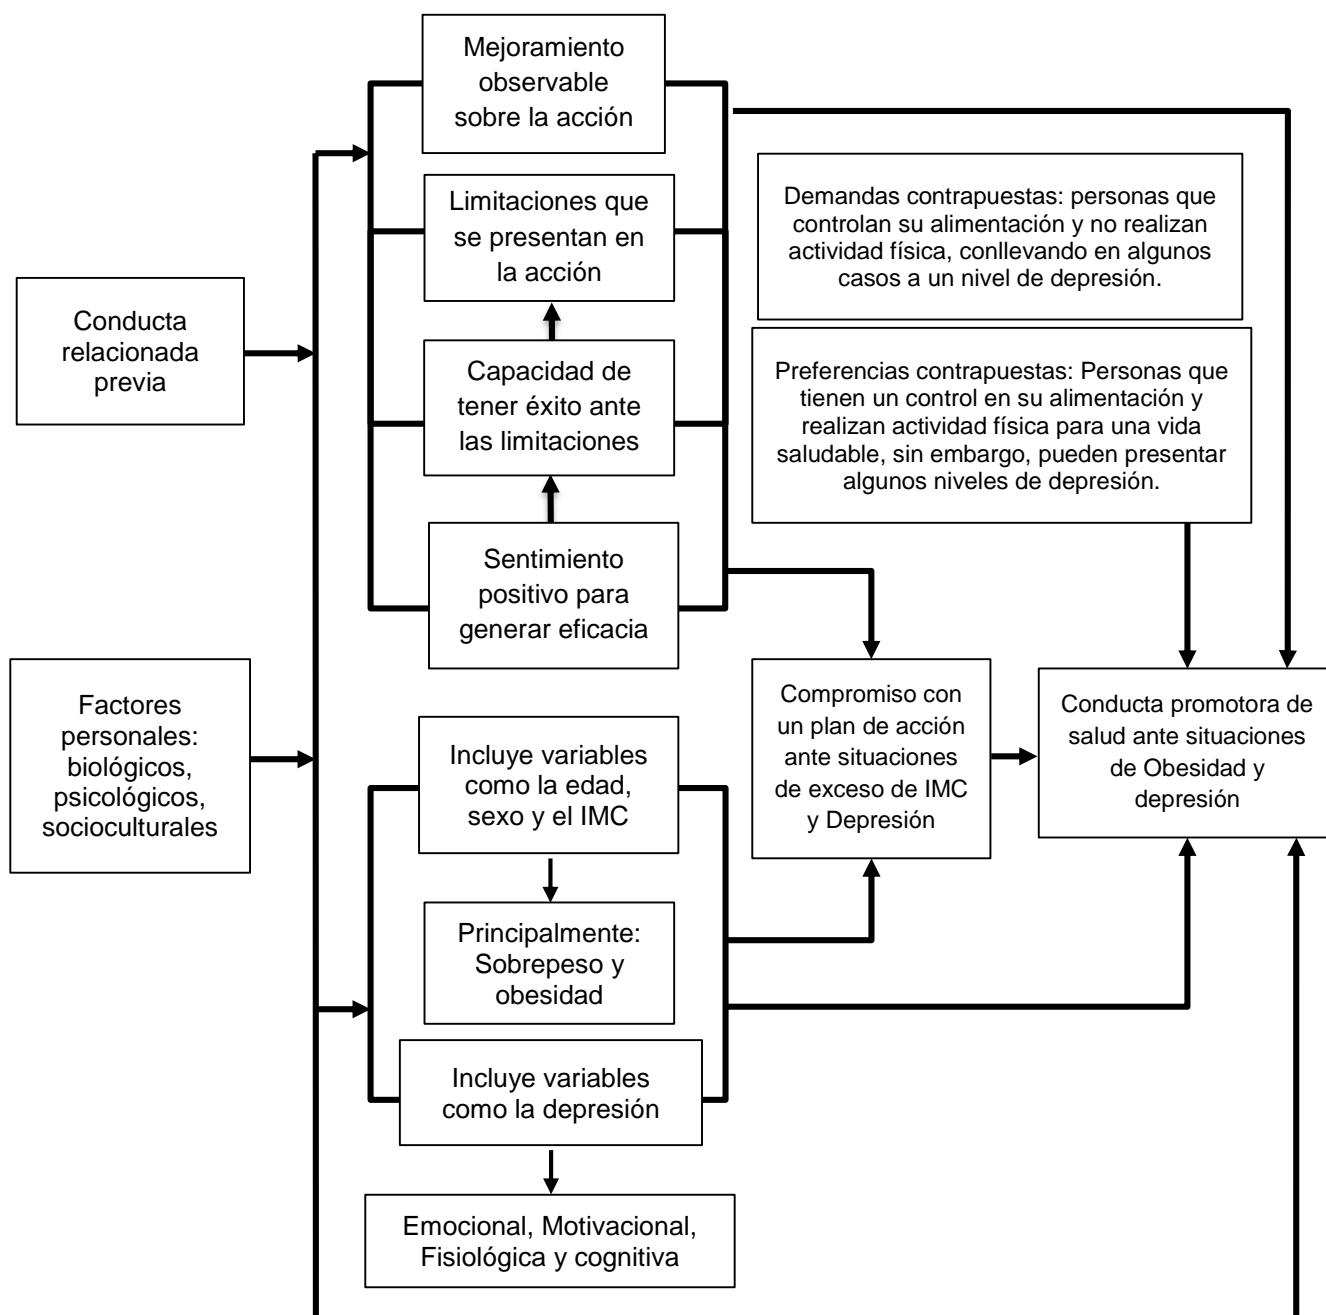 Mejoramiento
observable
sobre la acción
Limitaciones que
se presentan en
la acción
Capacidad de
tener éxito ante
las limitaciones
Sentimiento
positivo para
generar eficacia
Conducta
relacionada
previa
Factores
personales:
biológicos,
psicológicos,
socioculturales
Demandas contrapuestas: personas que
controlan su alimentación y no realizan
actividad física, conllevando en algunos
casos a un nivel de depresión.
Preferencias contrapuestas: Personas que
tienen un control en su alimentación y
realizan actividad física para una vida
saludable, sin embargo, pueden presentar
algunos niveles de depresión.
Incluye variables
como la edad,
sexo y el IMC
Principalmente:
Sobrepeso y
obesidad
Incluye variables
como la depresión
Emocional, Motivacional,
Fisiológica y cognitiva
Compromiso con
un plan de acción
ante situaciones
de exceso de IMC
y Depresión
Conducta promotora de
salud ante situaciones
de Obesidad y
depresión